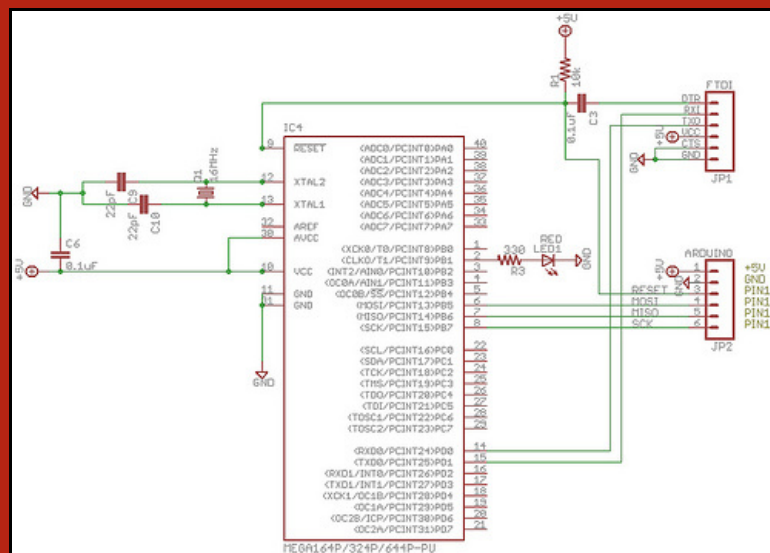 +5V
R1
10k
FTDI
DTR
RXI
TXO
VCC
CTS
GND
+5V
GND
JP1
C3
0.1uF
IC4
9 RESET
12 XTAL2
13 XTAL1
32 AREF
30 AVCC
10 VCC
11 GND
31 GND
GND
22pF
C9
22pF
C10
16MHz
GND
C6
0.1uF
+5V
GND
(ADC0/PCINT0)PA0 40
(ADC1/PCINT1)PA1 39
(ADC2/PCINT2)PA2 38
(ADC3/PCINT3)PA3 37
(ADC4/PCINT4)PA4 36
(ADC5/PCINT5)PA5 35
(ADC6/PCINT6)PA6 34
(ADC7/PCINT7)PA7 33
(XCK0/T0/PCINT8)PB0 1
(CLKO/T1/PCINT9)PB1 2
(INT2/AIN0/PCINT10)PB2 3
(OC0A/AIN1/PCINT11)PB3 4
(OC0B/SS/PCINT12)PB4 5
(MOSI/PCINT13)PB5 6
(MISO/PCINT14)PB6 7
(SCK/PCINT15)PB7 8
(SCL/PCINT16)PC0 22
(SDA/PCINT17)PC1 23
(TCK/PCINT18)PC2 24
(TMS/PCINT19)PC3 25
(TDO/PCINT20)PC4 26
(TDI/PCINT21)PC5 27
(TOSC1/PCINT22)PC6 28
(TOSC2/PCINT23)PC7 29
(RXD0/PCINT24)PD0 14
(TXD0/PCINT25)PD1 15
(RXD1/INT0/PCINT26)PD2 16
(TXD1/INT1/PCINT27)PD3 17
(XCK1/OC1B/PCINT28)PD4 18
(OC1A/PCINT29)PD5 19
(OC2B/ICP/PCINT30)PD6 20
(OC2A/PCINT31)PD7 21
MEGA164P/324P/644P-PU
330
R3
RED
LED1
GND
ARDUINO
+5V
GND
1 +5V
2 GND
RESET 3 PIN1
MOSI 4 PIN1
MISO 5 PIN1
SCK 6 PIN1
JP2